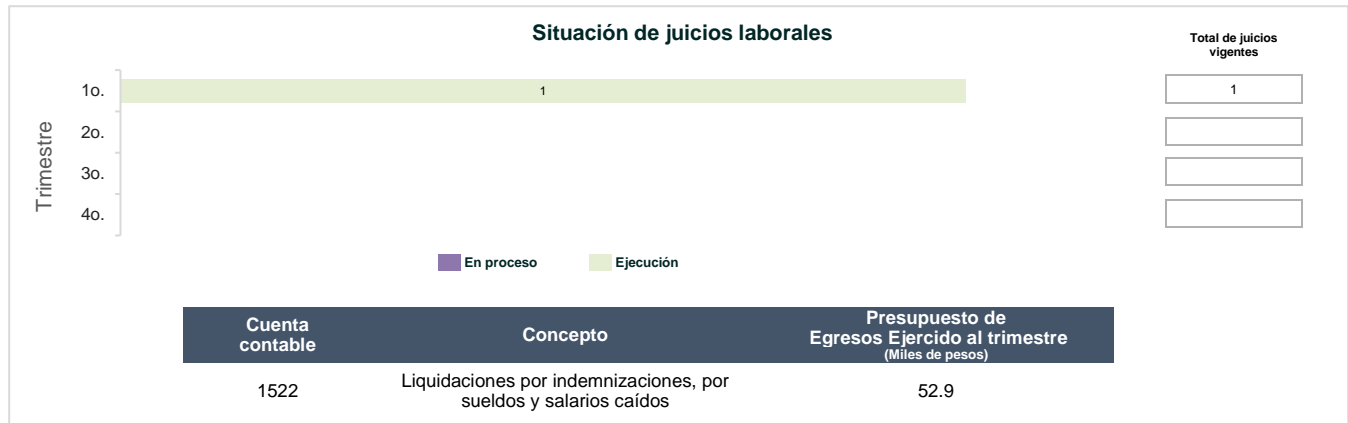 Situación de juicios laborales
Total de juicios
vigentes
Trimestre
1o.
1
1
2o.
3o.
4o.
En proceso
Ejecución
Cuenta
contable
Concepto
Presupuesto de
Egresos Ejercido al trimestre
(Miles de pesos)
1522
Liquidaciones por indemnizaciones, por
sueldos y salarios caídos
52.9